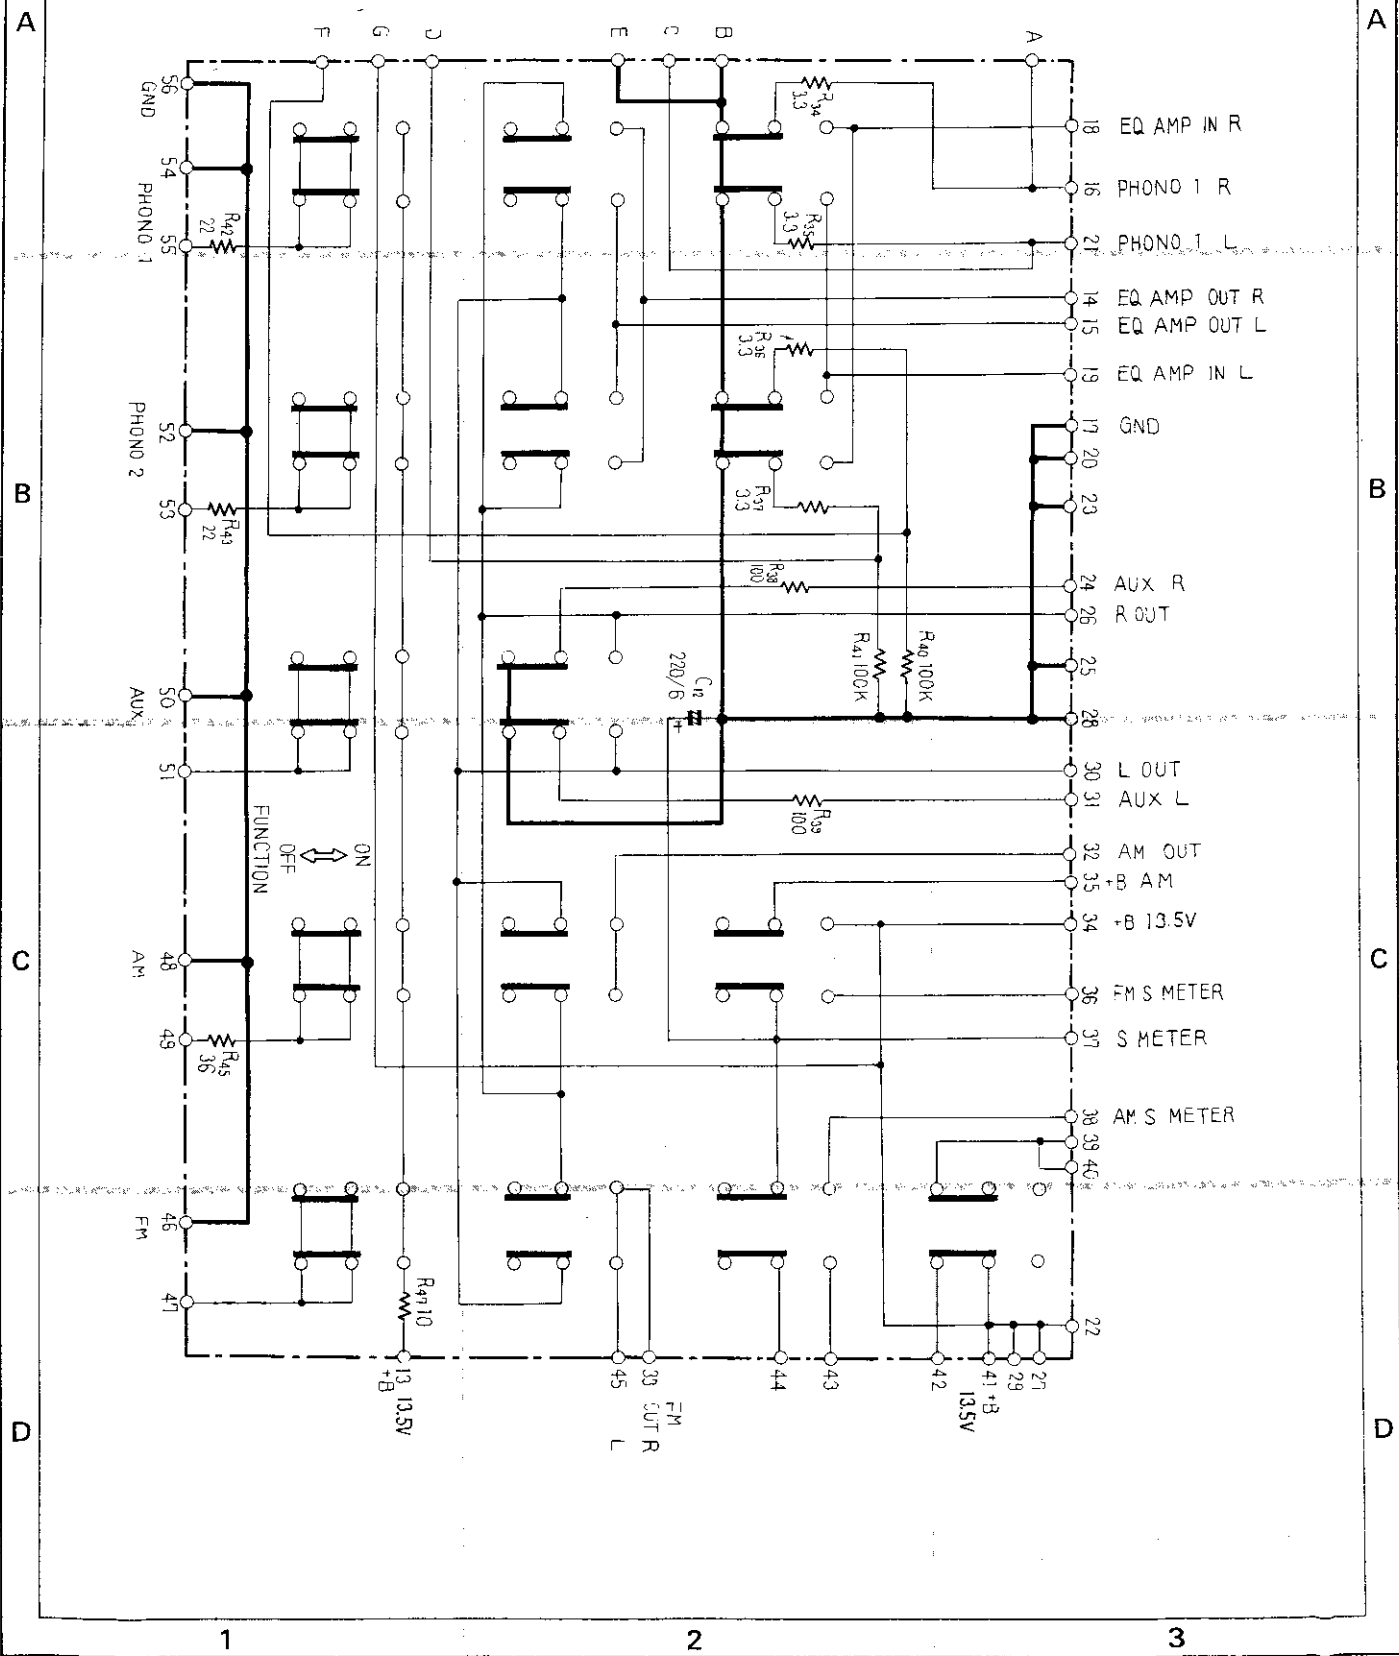 A
A
F
G
D
E
C
B
A
56
GND
54
PHONO 1
55
R42
22
R34
3.3
18 EQ AMP IN R
16 PHONO 1 R
R35
3.3
21 PHONO 1 L
14 EQ AMP OUT R
15 EQ AMP OUT L
R36
3.3
19 EQ AMP IN L
PHONO 2
52
17 GND
20
B
B
53
R43
22
R37
3.3
23
R38
100
24 AUX R
26 R OUT
R41 100K
R40 100K
25
50
AUX
C12
220/6
+
28
51
30 L OUT
31 AUX L
R39
100
FUNCTION
OFF
ON
32 AM OUT
35 +B AM
34 +B 13.5V
C
C
48
AM
36 FM S METER
49
R45
36
37 S METER
38 AM S METER
39
40
46
FM
47
R47 10
22
13 13.5V
+B
45
FM
OUT R
L
44
43
42
41 +B
13.5V
29
27
D
D
1
2
3